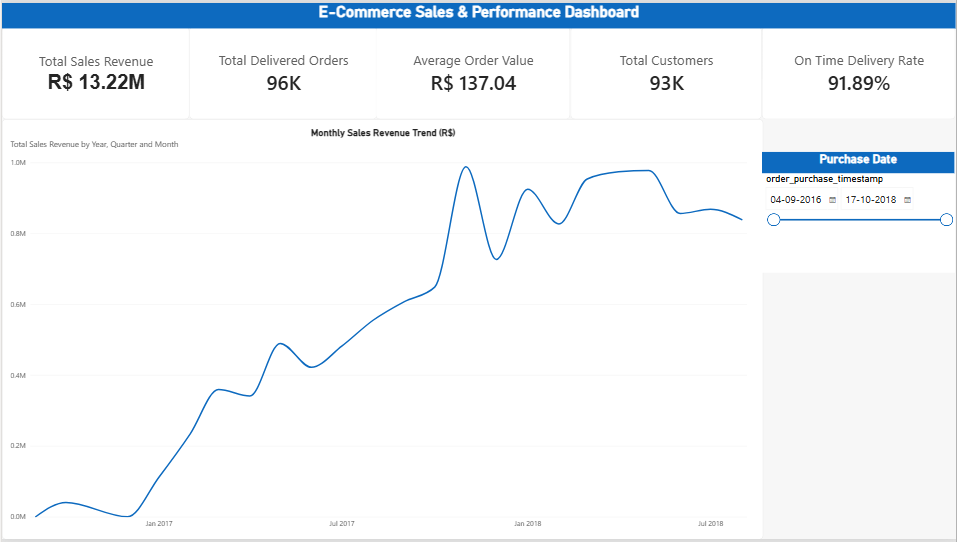 E-Commerce Sales & Performance Dashboard
Total Sales Revenue
R$ 13.22M
Total Delivered Orders
96K
Average Order Value
R$ 137.04
Total Customers
93K
On Time Delivery Rate
91.89%
Monthly Sales Revenue Trend (R$)
Total Sales Revenue by Year, Quarter and Month
1.0M
0.8M
0.6M
0.4M
0.2M
0.0M
Jan 2017
Jul 2017
Jan 2018
Jul 2018
Purchase Date
order_purchase_timestamp
04-09-2016
17-10-2018